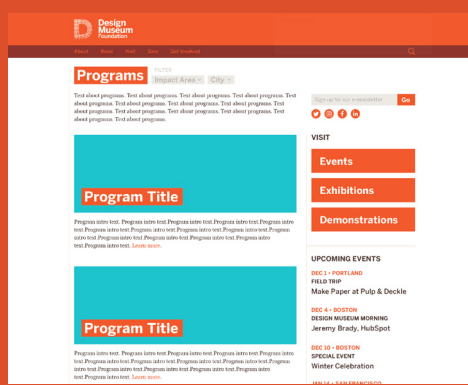 Design
Museum
Foundation
About Read Visit Give Get Involved
Programs
FILTER
Impact Area City
Text about programs. Text about programs. Text about programs. Text about programs. Text
about programs. Text about programs. Text about programs. Text about programs. Text
about programs. Text about programs. Text about programs. Text about programs. Text
about programs. Text about programs.
Program Title
Program intro text. Program intro text.Program intro text.Program intro text.Program intro
text.Program intro text.Program intro text.Program intro text.Program intro text.Program
intro text.Program intro text.Program intro text.Program intro text.Program intro
text.Program intro text. Learn more.
Program Title
Program intro text. Program intro text.Program intro text.Program intro text.Program intro
text.Program intro text.Program intro text.Program intro text.Program intro text.Program
intro text.Program intro text.Program intro text.Program intro text.Program intro
text.Program intro text. Learn more.
Sign up for our e-newsletter Go
VISIT
Events
Exhibitions
Demonstrations
UPCOMING EVENTS
DEC 1 • PORTLAND
FIELD TRIP
Make Paper at Pulp & Deckle
DEC 4 • BOSTON
DESIGN MUSEUM MORNING
Jeremy Brady, HubSpot
DEC 10 • BOSTON
SPECIAL EVENT
Winter Celebration
JAN 14 • SAN FRANCISCO